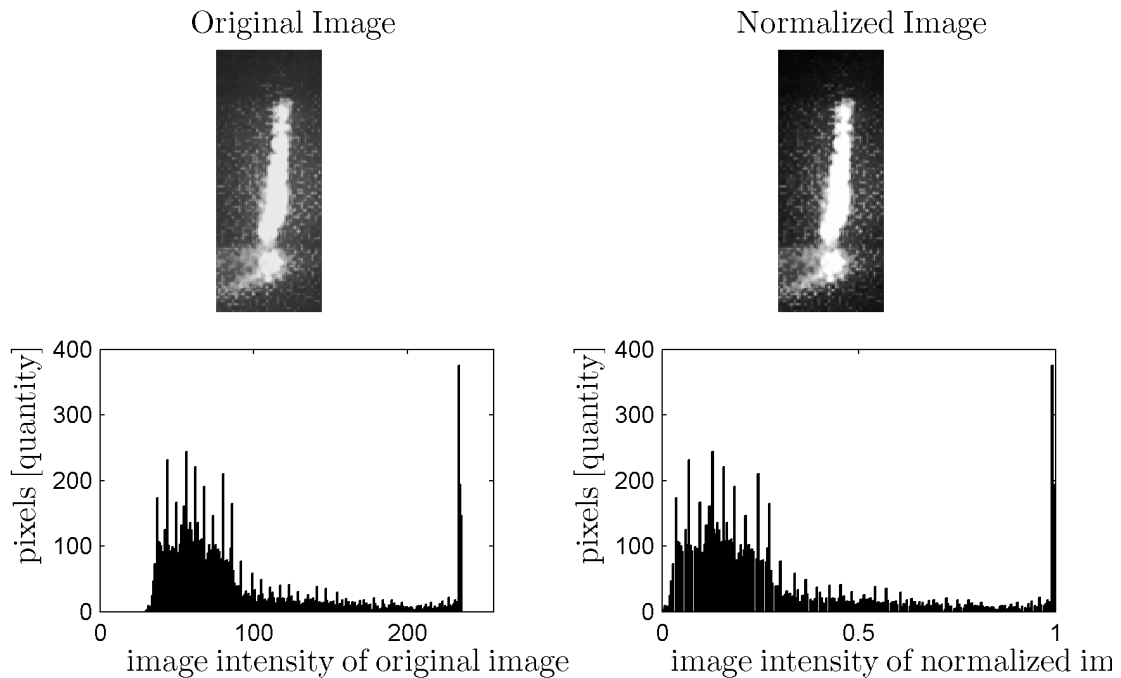 Original Image
Normalized Image
400
300
200
100
0
pixels [quantity]
0 100 200
image intensity of original image
400
300
200
100
0
pixels [quantity]
0 0.5 1
image intensity of normalized im